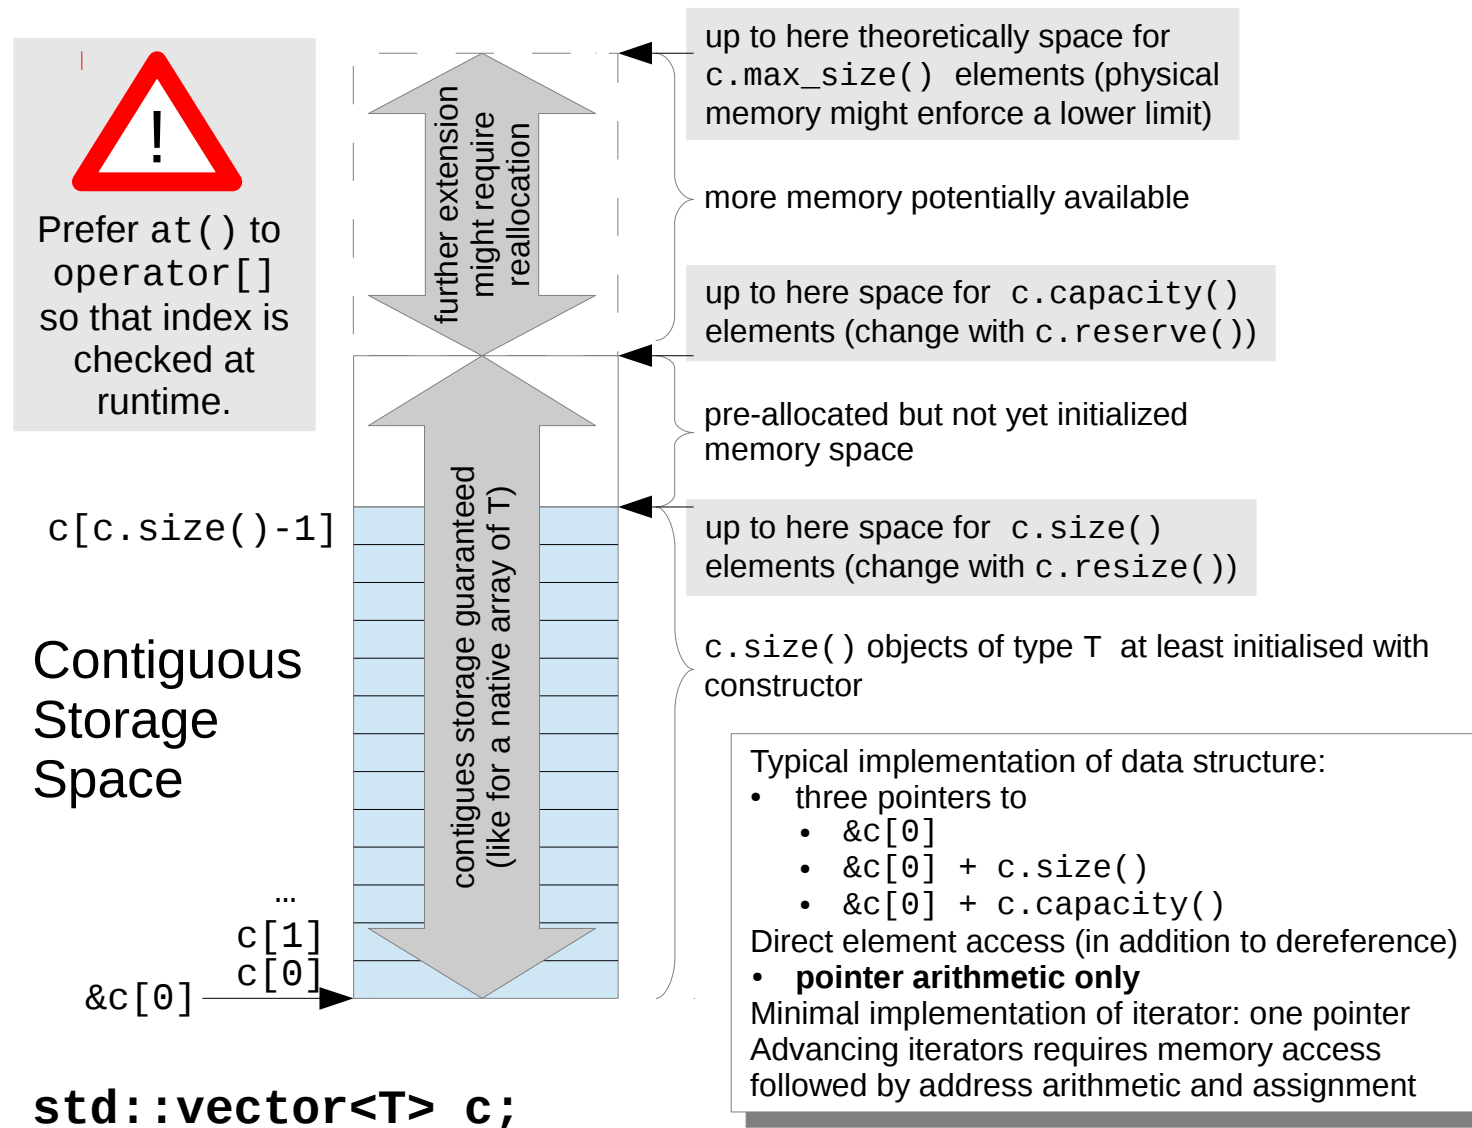 !
Prefer at() to
operator[]
so that index is
checked at
runtime.
further extension
might require
reallocation
up to here theoretically space for
c.max_size() elements (physical
memory might enforce a lower limit)
more memory potentially available
up to here space for c.capacity()
elements (change with c.reserve())
pre-allocated but not yet initialized
memory space
c[c.size()-1]
up to here space for c.size()
elements (change with c.resize())
contigues storage guaranteed
(like for a native array of T)
c.size() objects of type T at least initialised with
constructor
Contiguous
Storage
Space
…
c[1]
c[0]
&c[0]
Typical implementation of data structure:
• three pointers to
• &c[0]
• &c[0] + c.size()
• &c[0] + c.capacity()
Direct element access (in addition to dereference)
• pointer arithmetic only
Minimal implementation of iterator: one pointer
Advancing iterators requires memory access
followed by address arithmetic and assignment
std::vector<T> c;